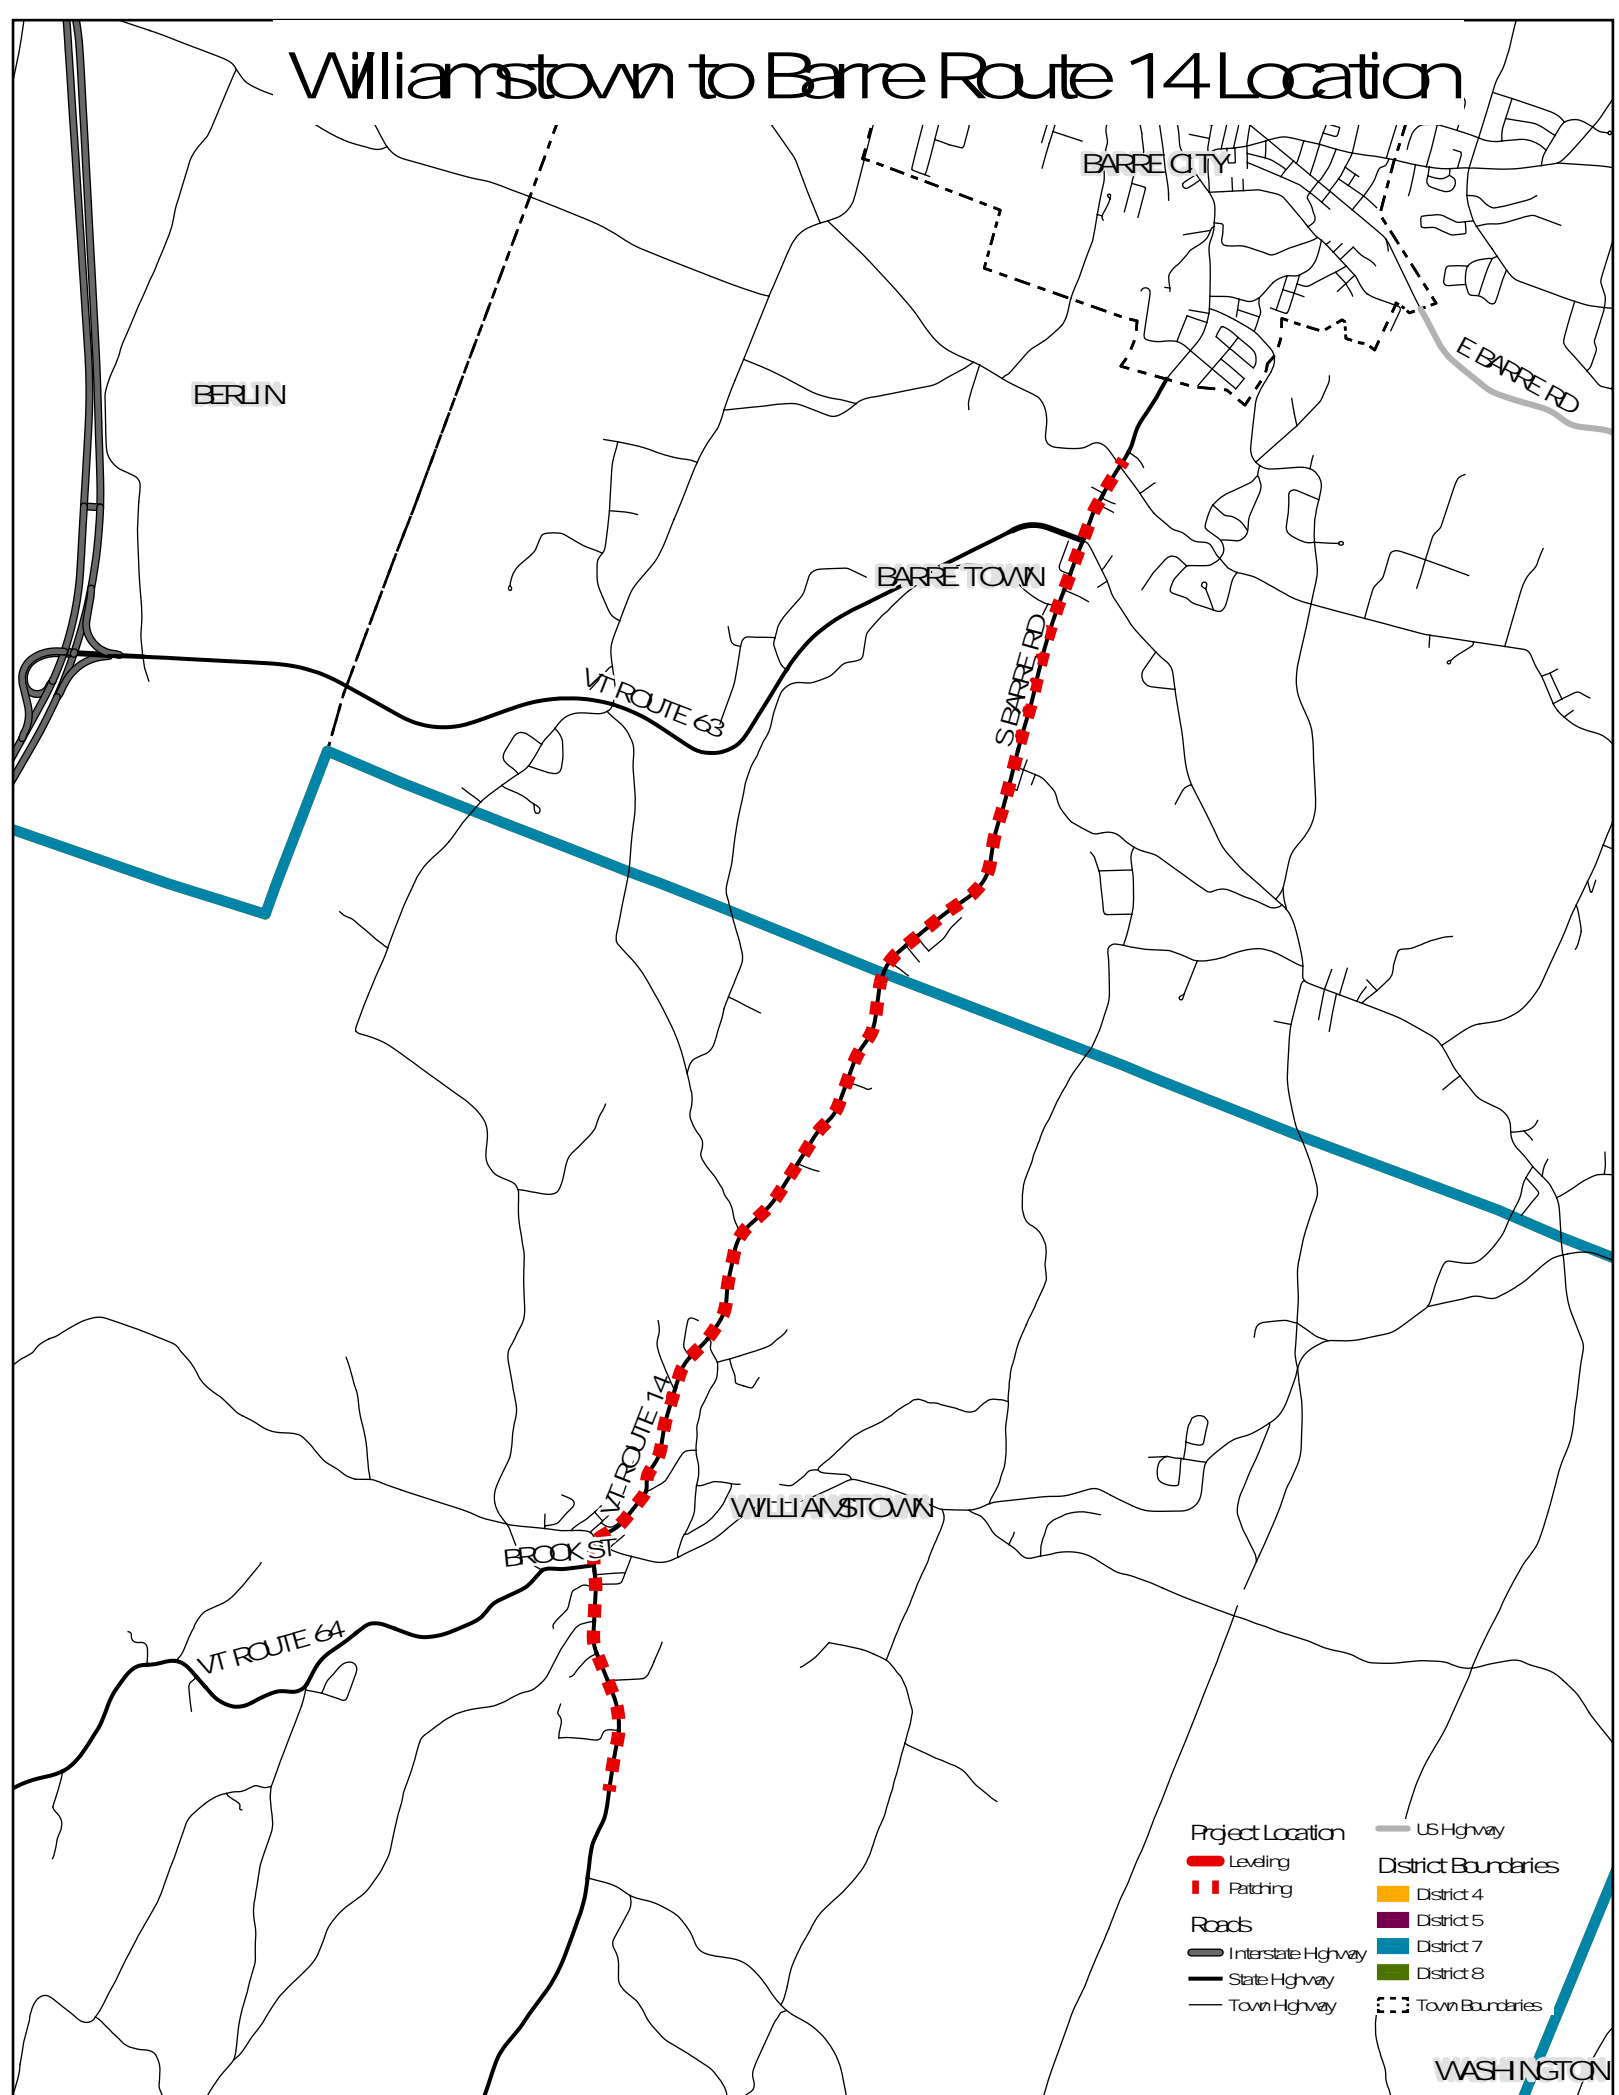 Williamstown to Barre Route 14 Location
BARRE CITY
E BARRE RD
BERLIN
BARRE TOWN
S BARRE RD
VT ROUTE 63
VT ROUTE 14
WILLIAMSTOWN
BROOK ST
VT ROUTE 64
Project Location
Leveling
Patching
Roads
Interstate Highway
State Highway
Town Highway
US Highway
District Boundaries
District 4
District 5
District 7
District 8
Town Boundaries
WASHINGTON